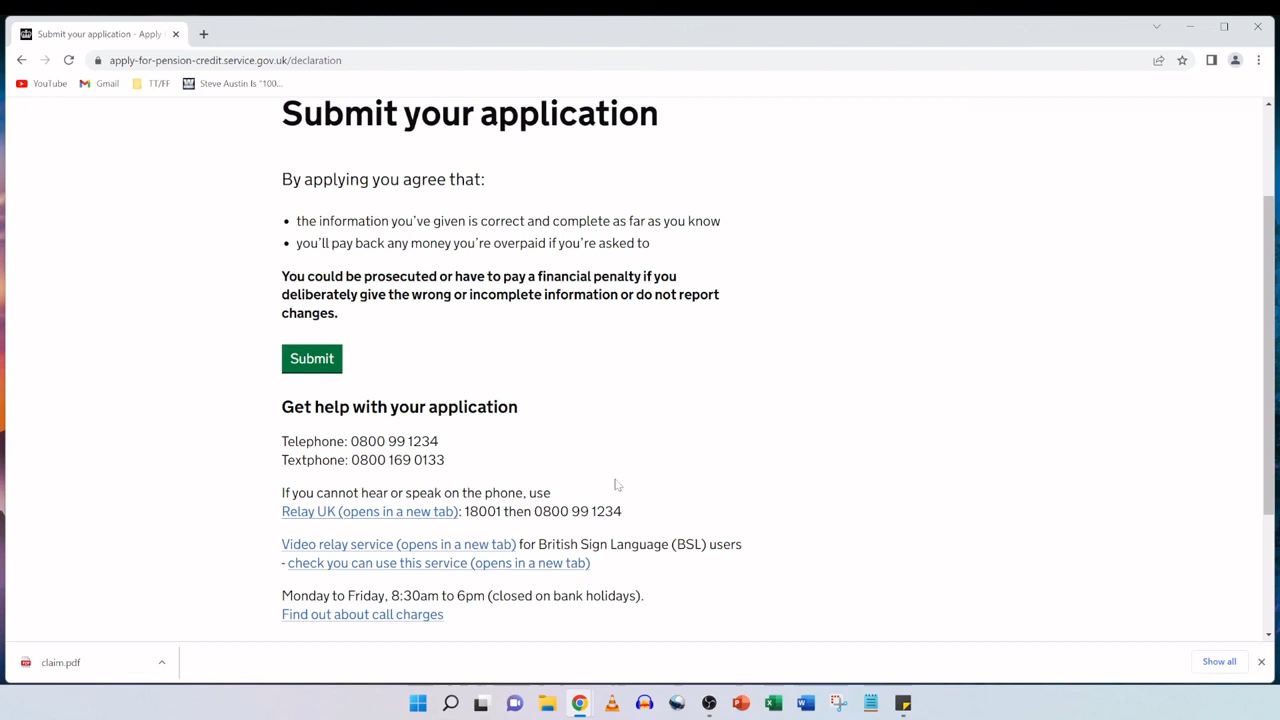 Submit your application - Apply
apply-for-pension-credit.service.gov.uk/declaration
YouTube
Gmail
TT/FF
Steve Austin Is "100...
Submit your application
By applying you agree that:
• the information you've given is correct and complete as far as you know
• you'll pay back any money you're overpaid if you're asked to
You could be prosecuted or have to pay a financial penalty if you
deliberately give the wrong or incomplete information or do not report
changes.
Submit
Get help with your application
Telephone: 0800 99 1234
Textphone: 0800 169 0133
If you cannot hear or speak on the phone, use
Relay UK (opens in a new tab): 18001 then 0800 99 1234
Video relay service (opens in a new tab) for British Sign Language (BSL) users
- check you can use this service (opens in a new tab)
Monday to Friday, 8:30am to 6pm (closed on bank holidays).
Find out about call charges
claim.pdf
Show all